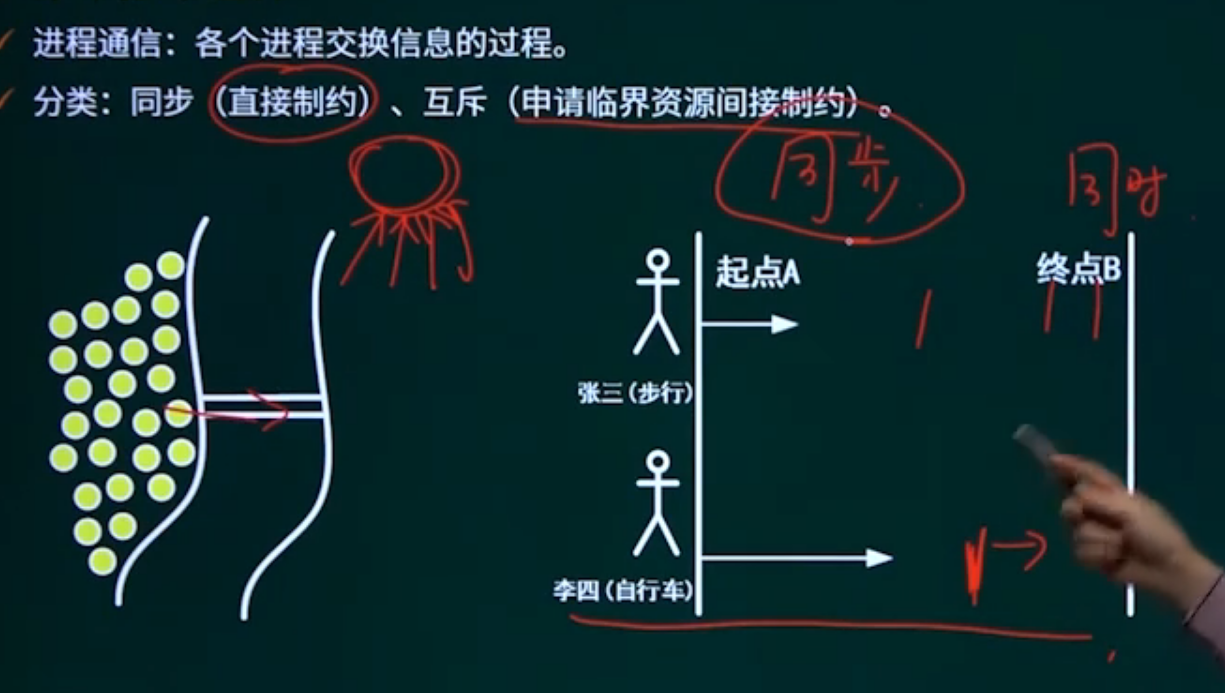 进程通信：各个进程交换信息的过程。
分类：同步（直接制约）、互斥（申请临界资源间接制约）。
同步
同时
起点A
终点B
张三(步行)
李四(自行车)